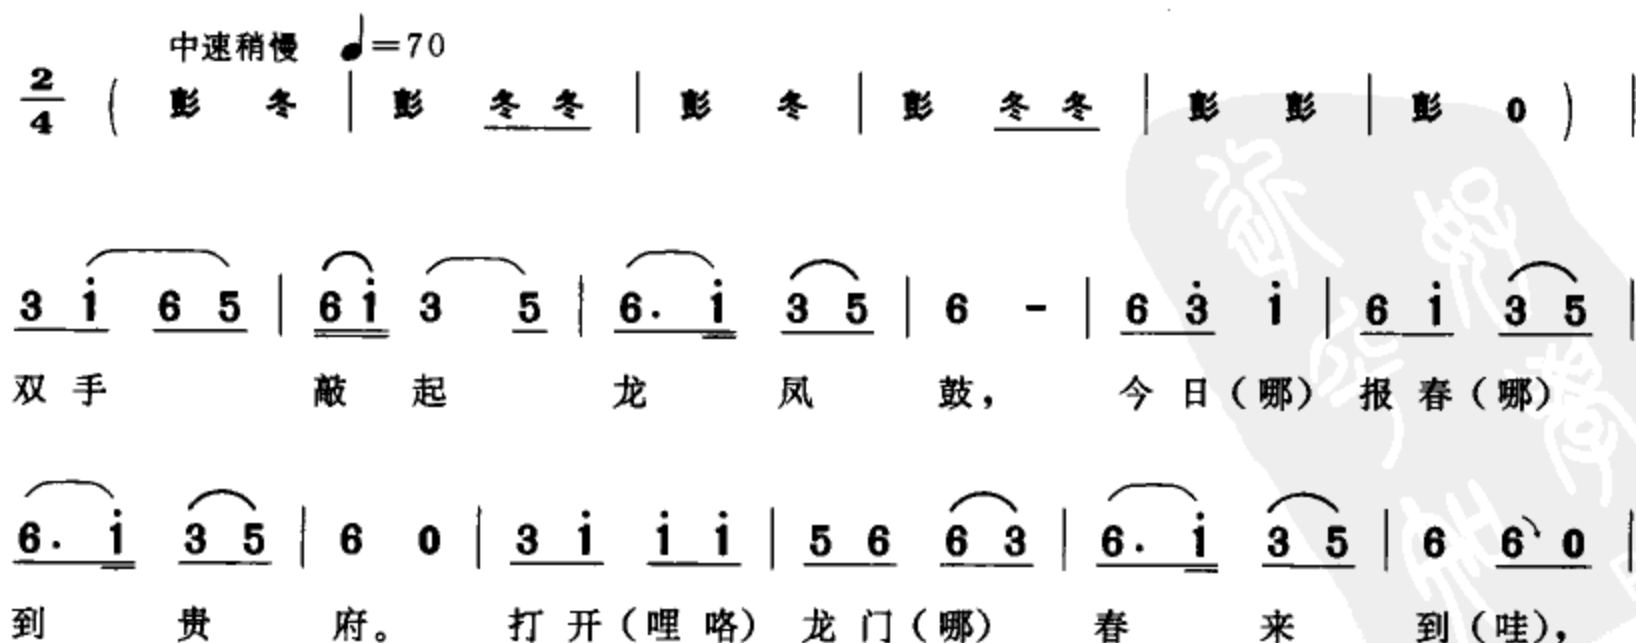 中速稍慢 ♩=70
2/4 ( 彭 冬 | 彭 冬 冬 | 彭 冬 | 彭 冬 冬 | 彭 彭 | 彭 0 ) |
3 i̇ 6 5 | 6 i̇ 3 5 | 6. i̇ 3 5 | 6 - | 6 3̇ i̇ | 6 i̇ 3 5 |
双 手 敲 起 龙 凤 鼓， 今 日（哪） 报 春（哪）
6. i̇ 3 5 | 6 0 | 3 i̇ i̇ i̇ | 5 6 6 3 | 6. i̇ 3 5 | 6 6 0 |
到 贵 府。 打 开（哩 咯） 龙 门（哪） 春 来 到（哇），